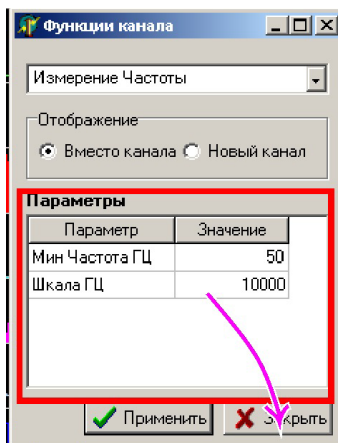 Функции канала
Измерение Частоты
Отображение
Вместо канала Новый канал
Параметры
Параметр Значение
Мин Частота ГЦ 50
Шкала ГЦ 10000
Применить Закрыть